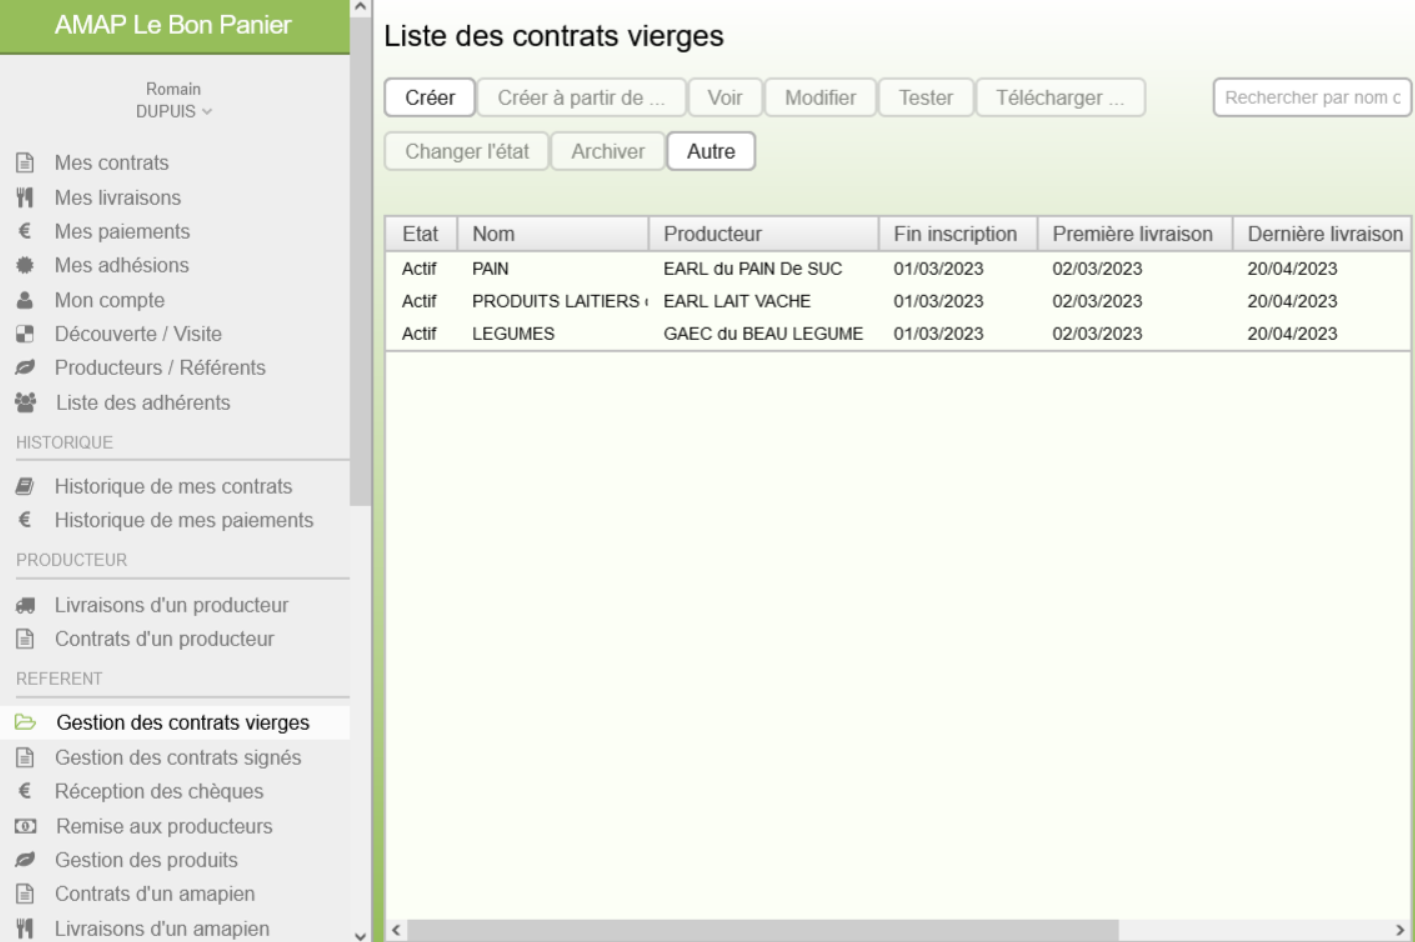 AMAP Le Bon Panier
Romain
DUPUIS
Mes contrats
Mes livraisons
Mes paiements
Mes adhésions
Mon compte
Découverte / Visite
Producteurs / Référents
Liste des adhérents
HISTORIQUE
Historique de mes contrats
Historique de mes paiements
PRODUCTEUR
Livraisons d'un producteur
Contrats d'un producteur
REFERENT
Gestion des contrats vierges
Gestion des contrats signés
Réception des chèques
Remise aux producteurs
Gestion des produits
Contrats d'un amapien
Livraisons d'un amapien
Liste des contrats vierges
Créer Créer à partir de ... Voir Modifier Tester Télécharger ... Rechercher par nom c
Changer l'état Archiver Autre
Etat Nom Producteur Fin inscription Première livraison Dernière livraison
Actif PAIN EARL du PAIN De SUC 01/03/2023 02/03/2023 20/04/2023
Actif PRODUITS LAITIERS EARL LAIT VACHE 01/03/2023 02/03/2023 20/04/2023
Actif LEGUMES GAEC du BEAU LEGUME 01/03/2023 02/03/2023 20/04/2023